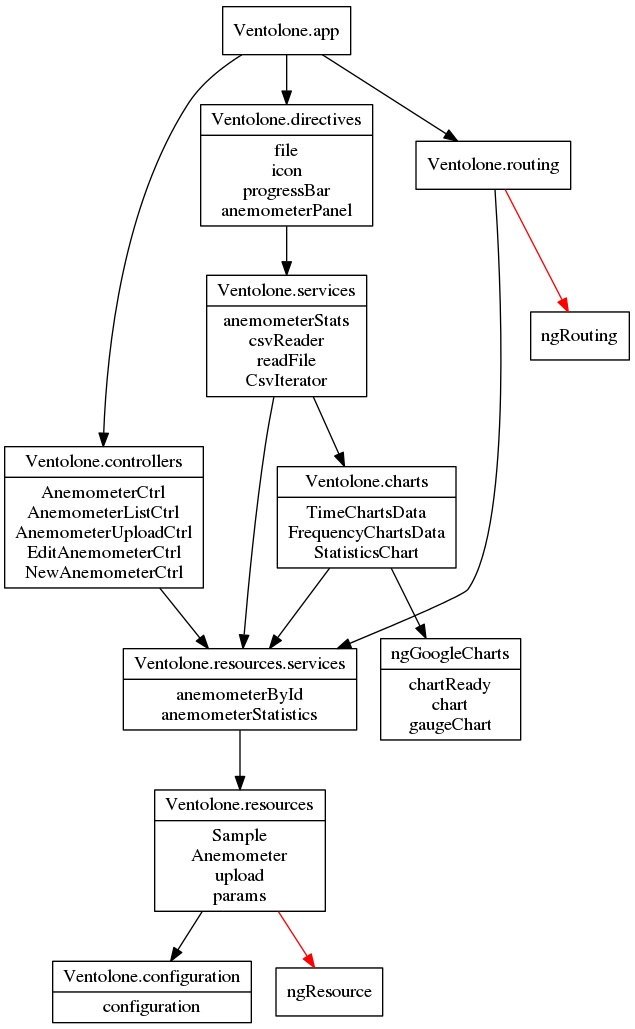 Ventolone.app
Ventolone.directives
file
icon
progressBar
anemometerPanel
Ventolone.routing
Ventolone.services
anemometerStats
csvReader
readFile
CsvIterator
ngRouting
Ventolone.controllers
AnemometerCtrl
AnemometerListCtrl
AnemometerUploadCtrl
EditAnemometerCtrl
NewAnemometerCtrl
Ventolone.charts
TimeChartsData
FrequencyChartsData
StatisticsChart
Ventolone.resources.services
anemometerById
anemometerStatistics
ngGoogleCharts
chartReady
chart
gaugeChart
Ventolone.resources
Sample
Anemometer
upload
params
Ventolone.configuration
configuration
ngResource